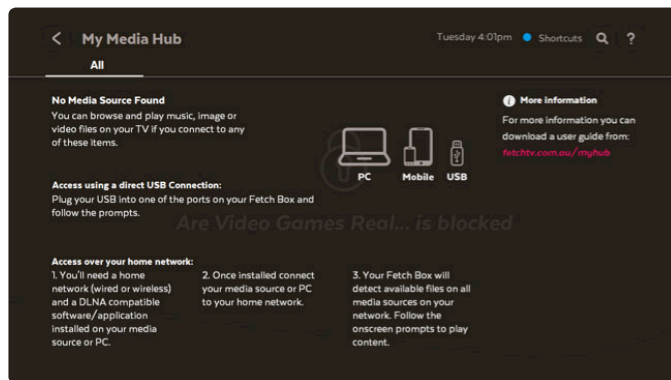 My Media Hub
Tuesday 4:01pm
Shortcuts
?
All
No Media Source Found
You can browse and play music, image or
video files on your TV if you connect to any
of these items.
PC
Mobile
USB
More information
For more information you can
download a user guide from:
fetchtv.com.au/myhub
Access using a direct USB Connection:
Plug your USB into one of the ports on your Fetch Box and
follow the prompts.
Are Video Games Real... is blocked
Access over your home network:
1. You'll need a home
network (wired or wireless)
and a DLNA compatible
software/application
installed on your media
source or PC.
2. Once installed connect
your media source or PC
to your home network.
3. Your Fetch Box will
detect available files on all
media sources on your
network. Follow the
onscreen prompts to play
content.